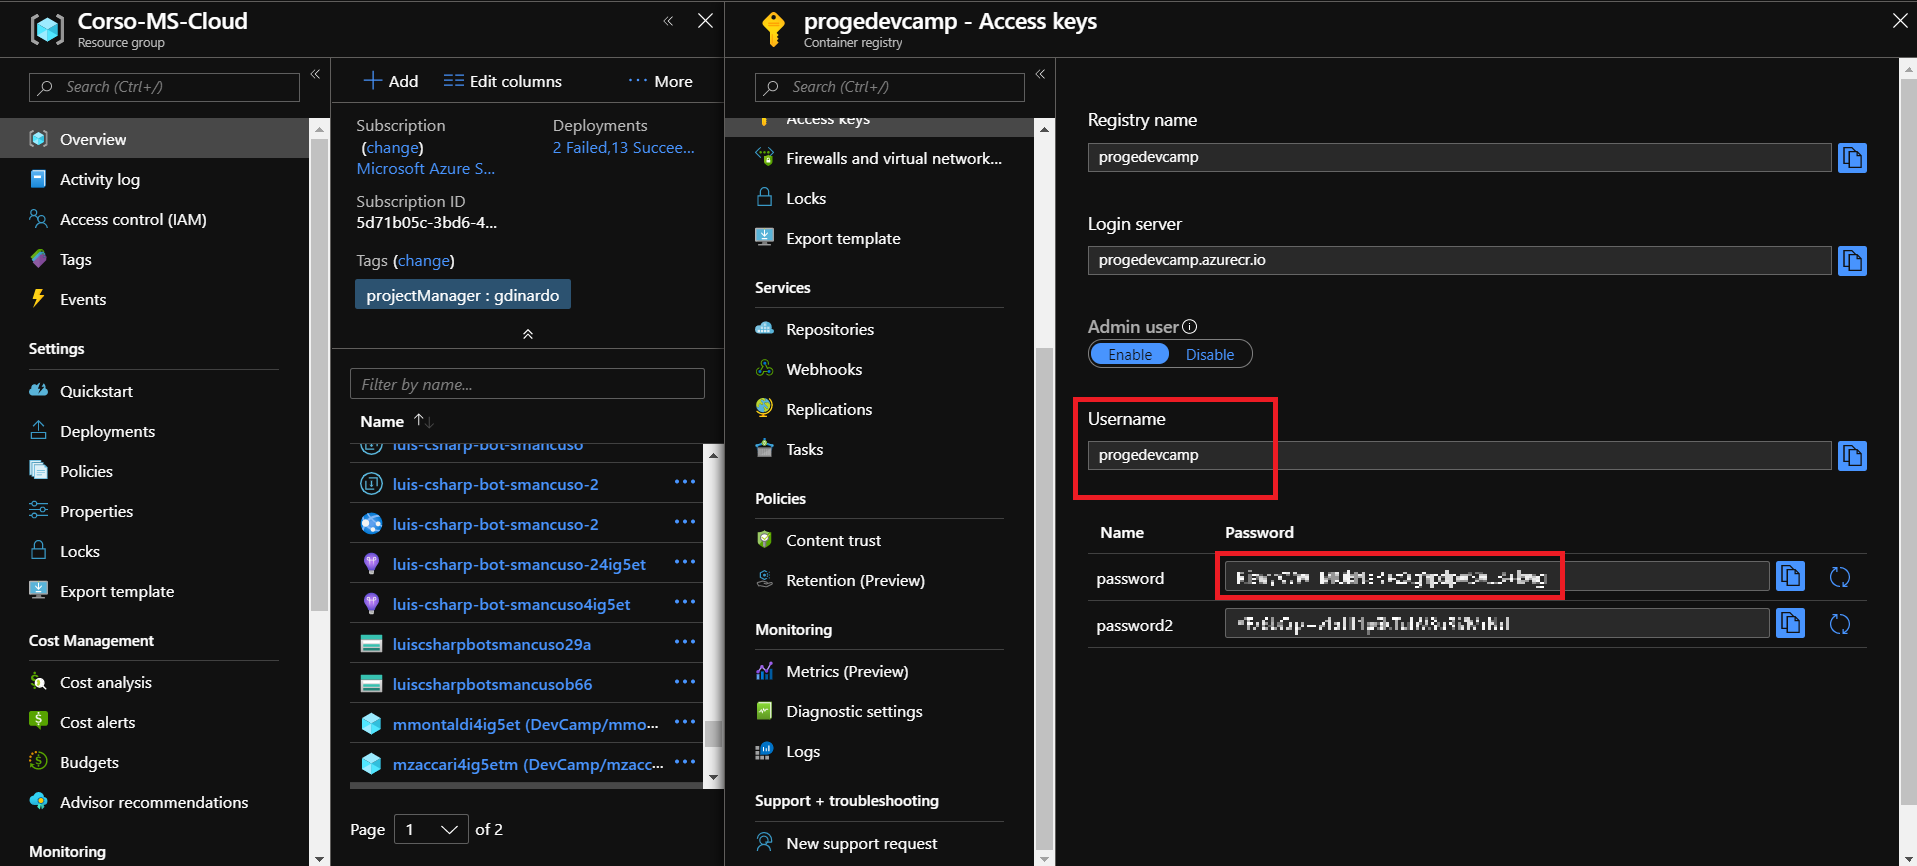 Corso-MS-Cloud
Resource group
Search (Ctrl+/)
Overview
Activity log
Access control (IAM)
Tags
Events
Settings
Quickstart
Deployments
Policies
Properties
Locks
Export template
Cost Management
Cost analysis
Cost alerts
Budgets
Advisor recommendations
Monitoring
Add
Edit columns
More
Subscription
(change)
Microsoft Azure S...
Deployments
2 Failed,13 Succee...
Subscription ID
5d71b05c-3bd6-4...
Tags (change)
projectManager : gdinardo
Filter by name...
Name
luis-csharp-bot-smancuso
luis-csharp-bot-smancuso-2
luis-csharp-bot-smancuso-2
luis-csharp-bot-smancuso-24ig5et
luis-csharp-bot-smancuso4ig5et
luiscsharpbotsmancuso29a
luiscsharpbotsmancusob66
mmontaldi4ig5et (DevCamp/mmo...
mzaccari4ig5etm (DevCamp/mzacc...
Page 1 of 2
progedevcamp - Access keys
Container registry
Search (Ctrl+/)
Access keys
Firewalls and virtual network...
Locks
Export template
Services
Repositories
Webhooks
Replications
Tasks
Policies
Content trust
Retention (Preview)
Monitoring
Metrics (Preview)
Diagnostic settings
Logs
Support + troubleshooting
New support request
Registry name
progedevcamp
Login server
progedevcamp.azurecr.io
Admin user
Enable Disable
Username
progedevcamp
Name Password
password
password2